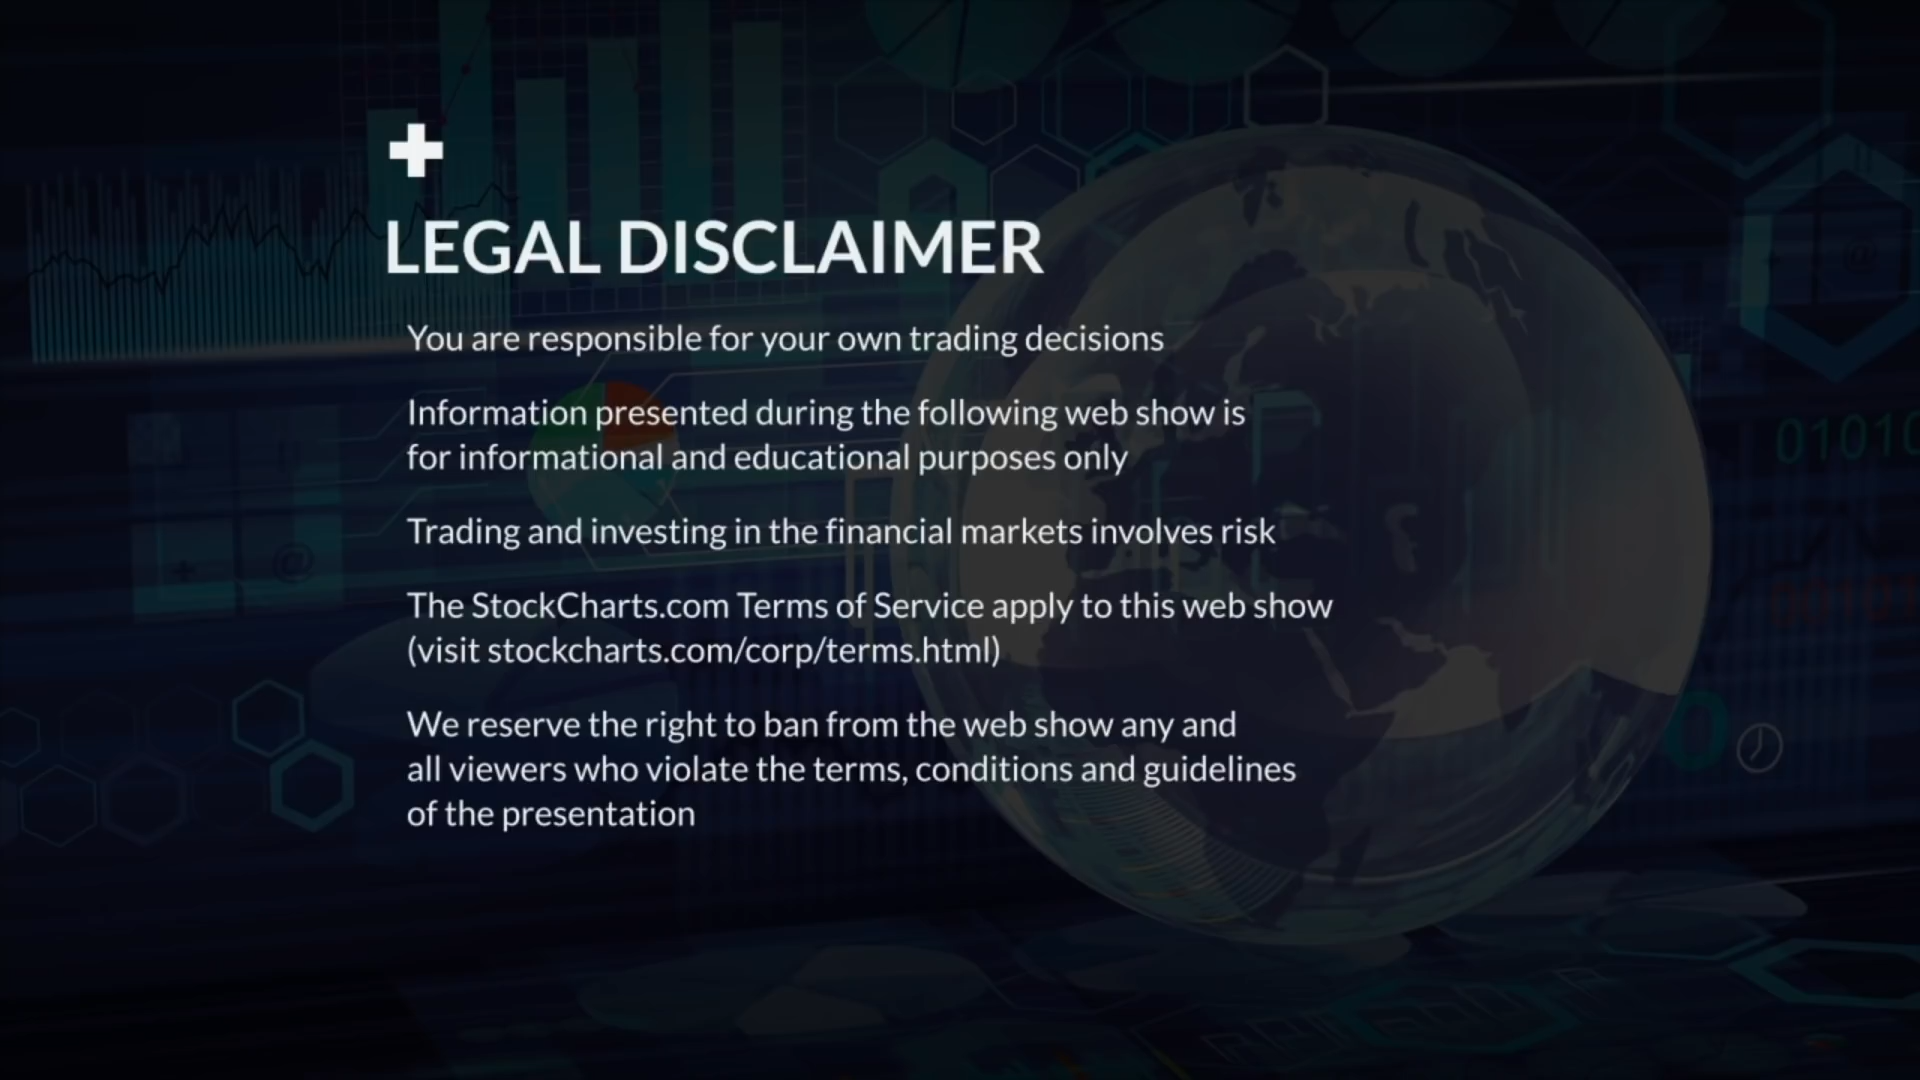 LEGAL DISCLAIMER
You are responsible for your own trading decisions
Information presented during the following web show is
for informational and educational purposes only
Trading and investing in the financial markets involves risk
The StockCharts.com Terms of Service apply to this web show
(visit stockcharts.com/corp/terms.html)
We reserve the right to ban from the web show any and
all viewers who violate the terms, conditions and guidelines
of the presentation
01010
00101
0